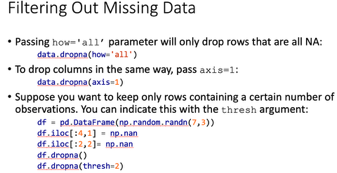 Filtering Out Missing Data
• Passing how='all' parameter will only drop rows that are all NA:
data.dropna(how='all')
• To drop columns in the same way, pass axis=1:
data.dropna(axis=1)
• Suppose you want to keep only rows containing a certain number of
observations. You can indicate this with the thresh argument:
df = pd.DataFrame(np.random.randn(7,3))
df.iloc[:4,1] = np.nan
df.iloc[:2,2]= np.nan
df.dropna()
df.dropna(thresh=2)